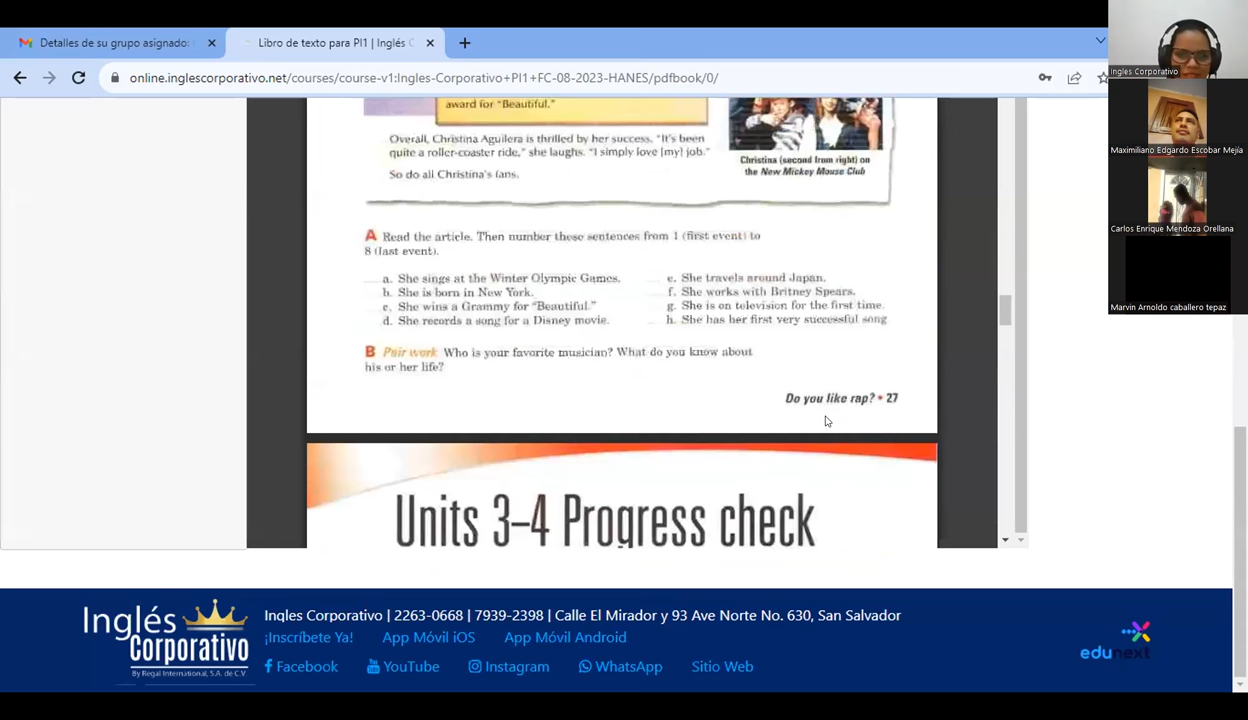 Detalles de su grupo asignado:
Libro de texto para PI1 | Inglés C
online.inglescorporativo.net/courses/course-v1:Ingles-Corporativo+PI1+FC-08-2023-HANES/pdfbook/0/
award for "Beautiful."
Overall, Christina Aguilera is thrilled by her success. "It's been
quite a roller-coaster ride," she laughs. "I simply love [my] job."
So do all Christina's fans.
Christina (second from right) on
the New Mickey Mouse Club
A Read the article. Then number these sentences from 1 (first event) to
8 (last event).
a. She sings at the Winter Olympic Games.
b. She is born in New York.
c. She wins a Grammy for "Beautiful."
d. She records a song for a Disney movie.
e. She travels around Japan.
f. She works with Britney Spears.
g. She is on television for the first time.
h. She has her first very successful song
B Pair work Who is your favorite musician? What do you know about
his or her life?
Do you like rap? • 27
Units 3–4 Progress check
Inglés
Corporativo
By Regal International, S.A. de C.V.
Ingles Corporativo | 2263-0668 | 7939-2398 | Calle El Mirador y 93 Ave Norte No. 630, San Salvador
¡Inscríbete Ya! App Móvil iOS App Móvil Android
Facebook YouTube Instagram WhatsApp Sitio Web
edunext
Ingles Corporativo
Maximiliano Edgardo Escobar Mejía
Carlos Enrique Mendoza Orellana
Marvin Arnoldo caballero tepaz